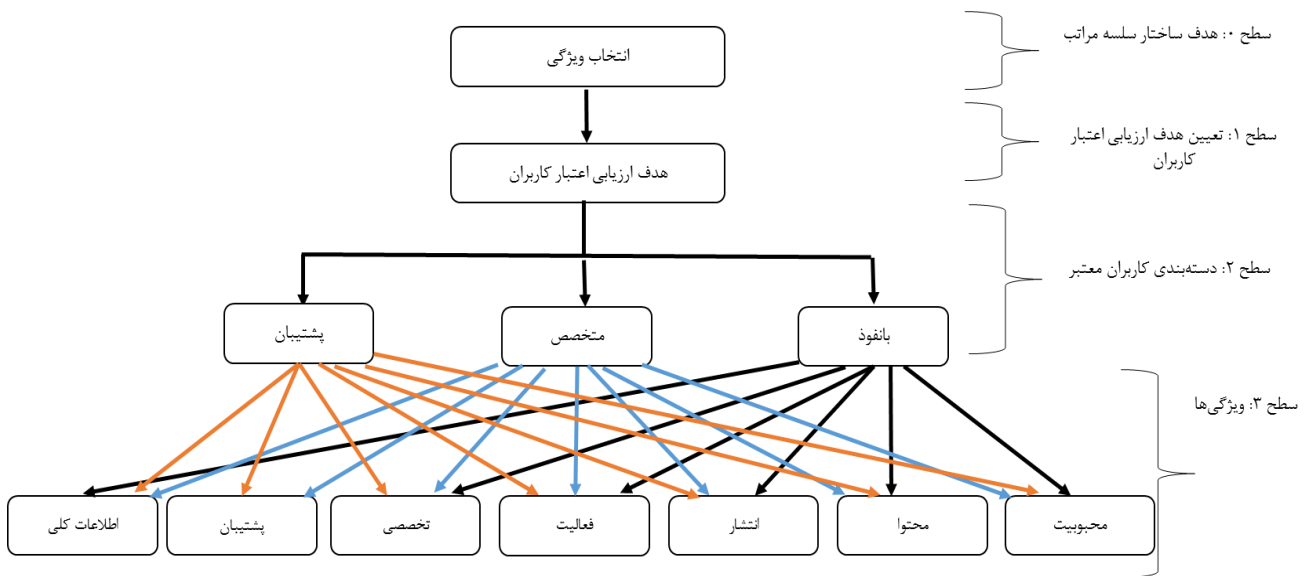 سطح ۰: هدف ساختار سلسه مراتب
انتخاب ویژگی
سطح ۱: تعیین هدف ارزیابی اعتبار
کاربران
هدف ارزیابی اعتبار کاربران
سطح ۲: دسته‌بندی کاربران معتبر
بانفوذ
متخصص
پشتیبان
سطح ۳: ویژگی‌ها
محبوبیت
محتوا
انتشار
فعالیت
تخصصی
پشتیبان
اطلاعات کلی